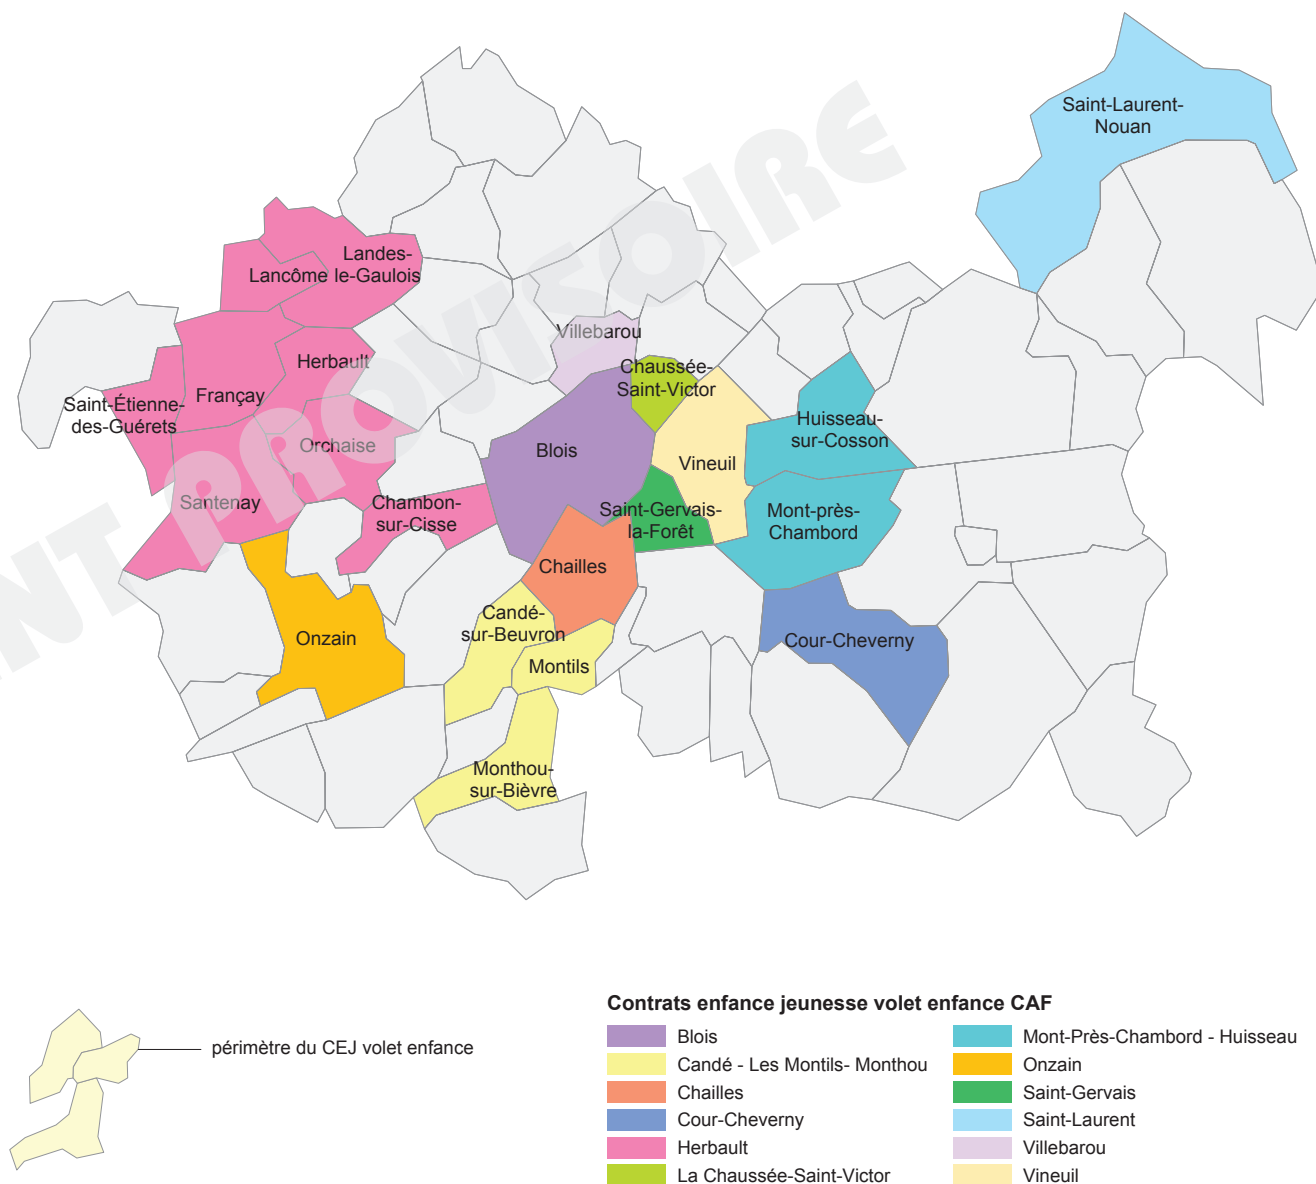 Saint-Laurent-
Nouan
Landes-
le-Gaulois
Lancôme
Villebarou
Herbault
Chaussée-
Saint-Victor
Saint-Étienne-
des-Guérets
Françay
Huisseau-
sur-Cosson
Orchaise
Blois
Vineuil
Santenay
Chambon-
sur-Cisse
Saint-Gervais-
la-Forêt
Mont-près-
Chambord
Chailles
Candé-
sur-Beuvron
Onzain
Cour-Cheverny
Montils
Monthou-
sur-Bièvre
NT PROVISOIRE
périmètre du CEJ volet enfance
Contrats enfance jeunesse volet enfance CAF
Blois
Candé - Les Montils- Monthou
Chailles
Cour-Cheverny
Herbault
La Chaussée-Saint-Victor
Mont-Près-Chambord - Huisseau
Onzain
Saint-Gervais
Saint-Laurent
Villebarou
Vineuil